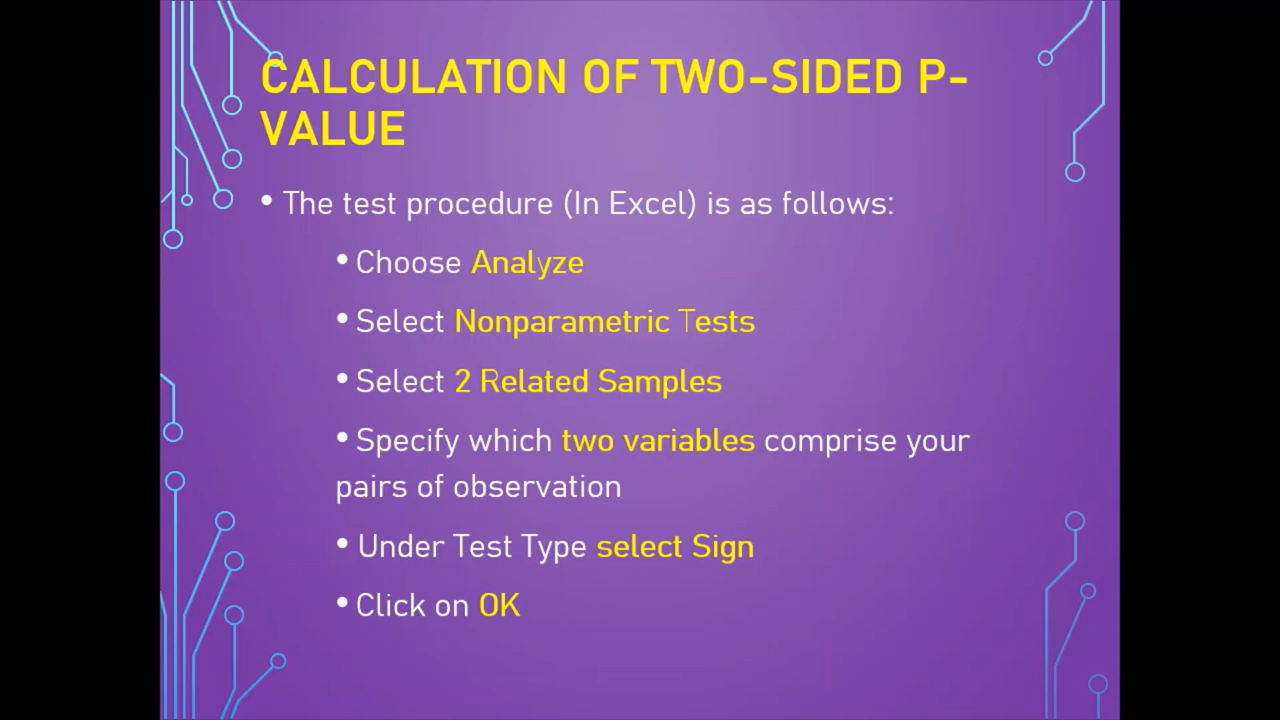 CALCULATION OF TWO-SIDED P-
VALUE
• The test procedure (In Excel) is as follows:
• Choose Analyze
• Select Nonparametric Tests
• Select 2 Related Samples
• Specify which two variables comprise your
pairs of observation
• Under Test Type select Sign
• Click on OK